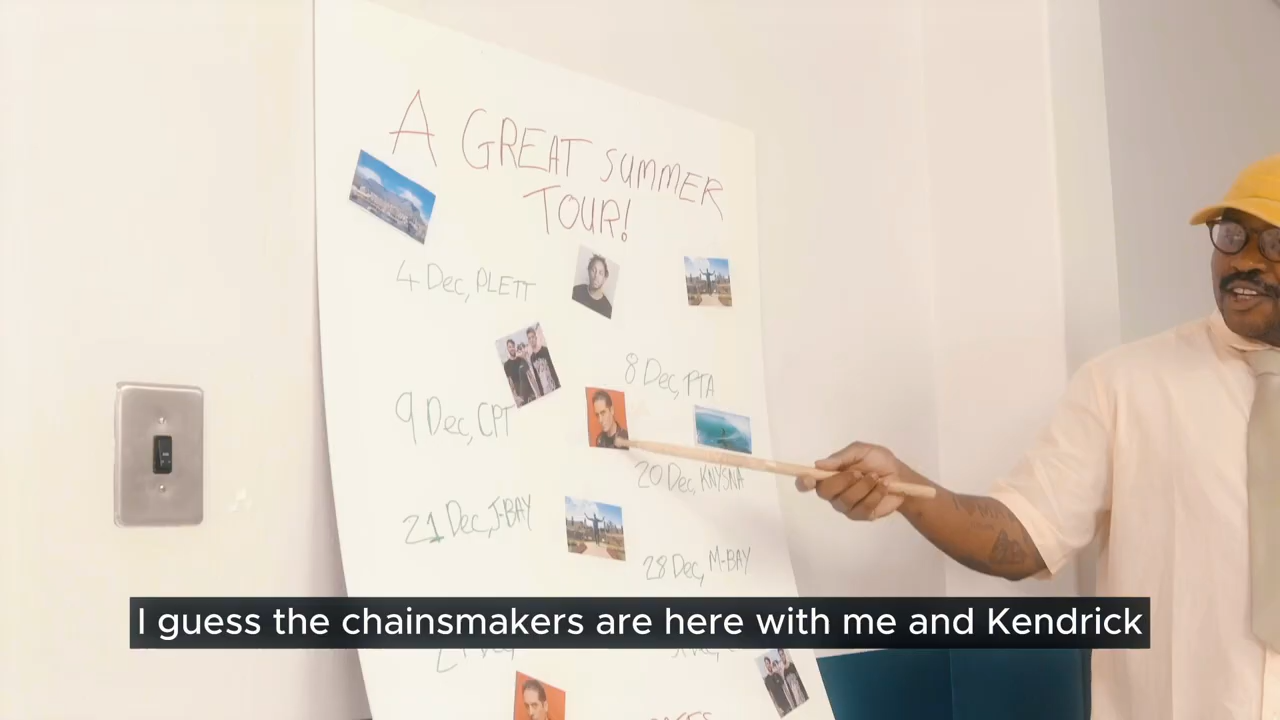 A GREAT SUMMER
TOUR!
4 Dec, PLETT
8 Dec, PTA
9 Dec, CPT
20 Dec, KNYSNA
21 Dec, J-BAY
28 Dec, M-BAY
I guess the chainsmakers are here with me and Kendrick